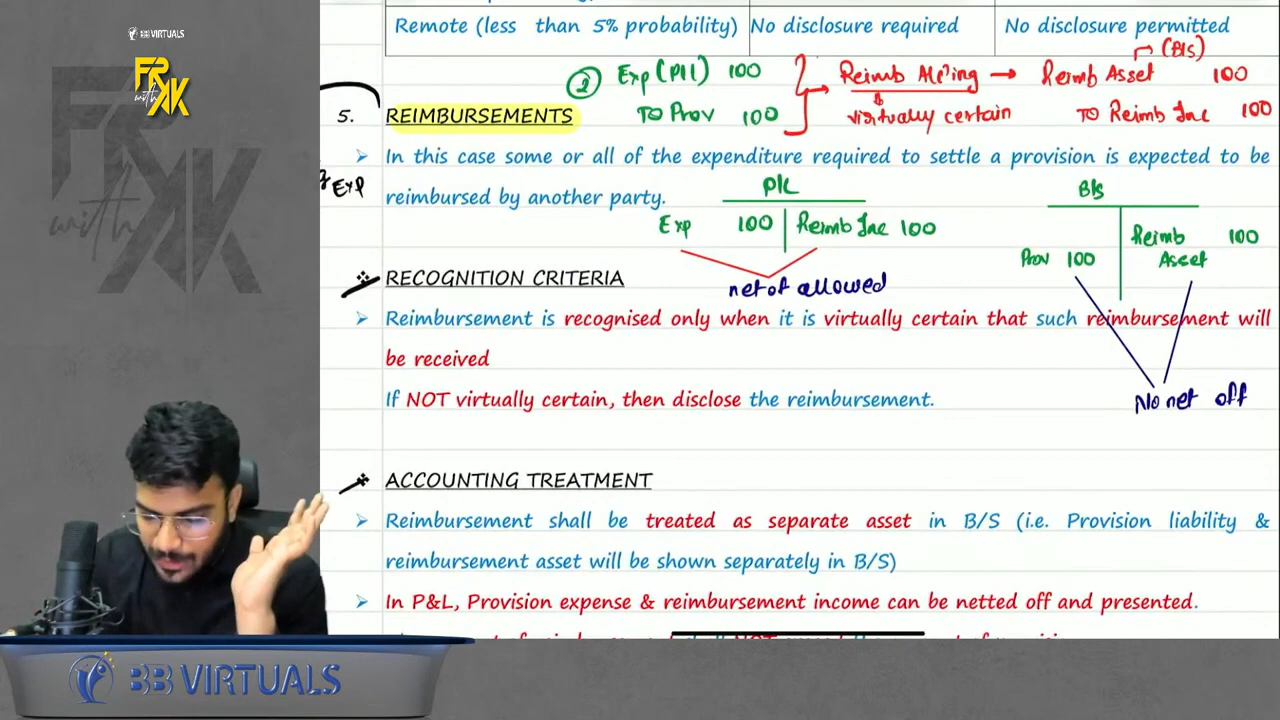 BB VIRTUALS
FR
with
AK
FR
with
AK
Remote (less than 5% probability) No disclosure required No disclosure permitted
(B/s)
② Exp (P/L) 100
To Prov 100
Reimb → Reimb Asset 100
virtually certain To Reimb Inc 100
5. REIMBURSEMENTS
➢ In this case some or all of the expenditure required to settle a provision is expected to be
reimbursed by another party.
Exp
P/L
Exp 100 Reimb Inc 100
net of allowed
B/s
Prov 100 Reimb Asset 100
No net off
❖ RECOGNITION CRITERIA
➢ Reimbursement is recognised only when it is virtually certain that such reimbursement will
be received
If NOT virtually certain, then disclose the reimbursement.
❖ ACCOUNTING TREATMENT
➢ Reimbursement shall be treated as separate asset in B/S (i.e. Provision liability &
reimbursement asset will be shown separately in B/S)
➢ In P&L, Provision expense & reimbursement income can be netted off and presented.
BB VIRTUALS